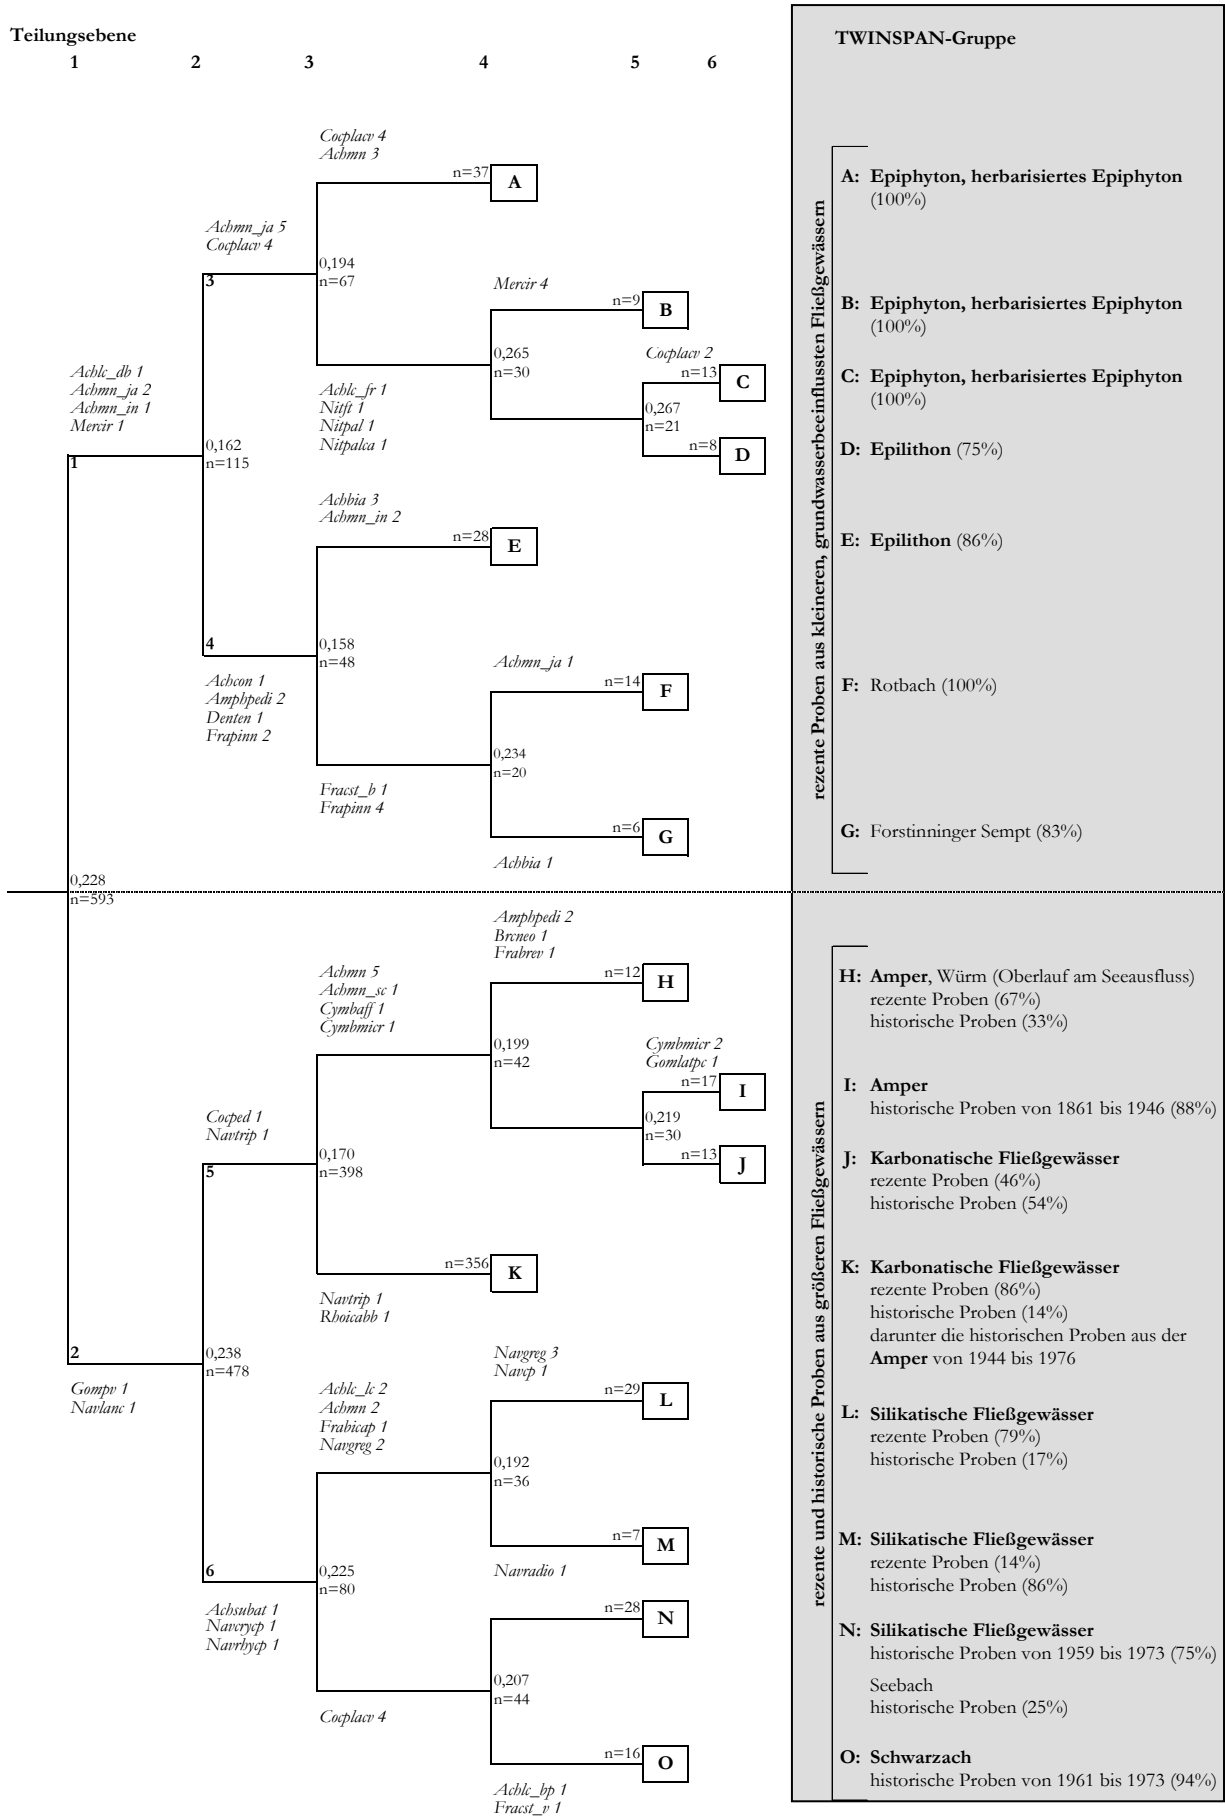 Teilungsebene
1 2 3 4 5 6
TWINSPAN-Gruppe
Cocplacv 4
Achmn 3
n=37
A
Achmn_ja 5
Cocplacv 4
3
0,194
n=67
Mercir 4
n=9
B
0,265
n=30
Cocplacv 2
n=13
C
0,267
n=21
n=8
D
Achlc_db 1
Achmn_ja 2
Achmn_in 1
Mercir 1
1
0,162
n=115
Achlc_fr 1
Nitft 1
Nitpal 1
Nitpalca 1
Achbia 3
Achmn_in 2
n=28
E
4
0,158
n=48
Achcon 1
Amphpedi 2
Denten 1
Frapinn 2
Achmn_ja 1
n=14
F
0,234
n=20
Fracst_b 1
Frapinn 4
n=6
G
Achbia 1
0,228
n=593
Amphpedi 2
Brcneo 1
Frabrev 1
n=12
H
Achmn 5
Achmn_sc 1
Cymbaff 1
Cymbmicr 1
0,199
n=42
Cymbmicr 2
Gomlatpc 1
n=17
I
0,219
n=30
n=13
J
Cocped 1
Navtrip 1
5
0,170
n=398
n=356
K
Navtrip 1
Rhoicabb 1
2
0,238
n=478
Gompv 1
Navlanc 1
Navgreg 3
Navcp 1
n=29
L
Achlc_lc 2
Achmn 2
Frabicap 1
Navgreg 2
0,192
n=36
n=7
M
Navradio 1
6
0,225
n=80
Achsubat 1
Navcrycp 1
Navrhycp 1
n=28
N
0,207
n=44
Cocplacv 4
n=16
O
Achlc_bp 1
Fracst_v 1
rezente Proben aus kleineren, grundwasserbeeinflussten Fließgewässern
A: Epiphyton, herbarisiertes Epiphyton
(100%)
B: Epiphyton, herbarisiertes Epiphyton
(100%)
C: Epiphyton, herbarisiertes Epiphyton
(100%)
D: Epilithon (75%)
E: Epilithon (86%)
F: Rotbach (100%)
G: Forstinninger Sempt (83%)
rezente und historische Proben aus größeren Fließgewässern
H: Amper, Würm (Oberlauf am Seeausfluss)
rezente Proben (67%)
historische Proben (33%)
I: Amper
historische Proben von 1861 bis 1946 (88%)
J: Karbonatische Fließgewässer
rezente Proben (46%)
historische Proben (54%)
K: Karbonatische Fließgewässer
rezente Proben (86%)
historische Proben (14%)
darunter die historischen Proben aus der
Amper von 1944 bis 1976
L: Silikatische Fließgewässer
rezente Proben (79%)
historische Proben (17%)
M: Silikatische Fließgewässer
rezente Proben (14%)
historische Proben (86%)
N: Silikatische Fließgewässer
historische Proben von 1959 bis 1973 (75%)
Seebach
historische Proben (25%)
O: Schwarzach
historische Proben von 1961 bis 1973 (94%)